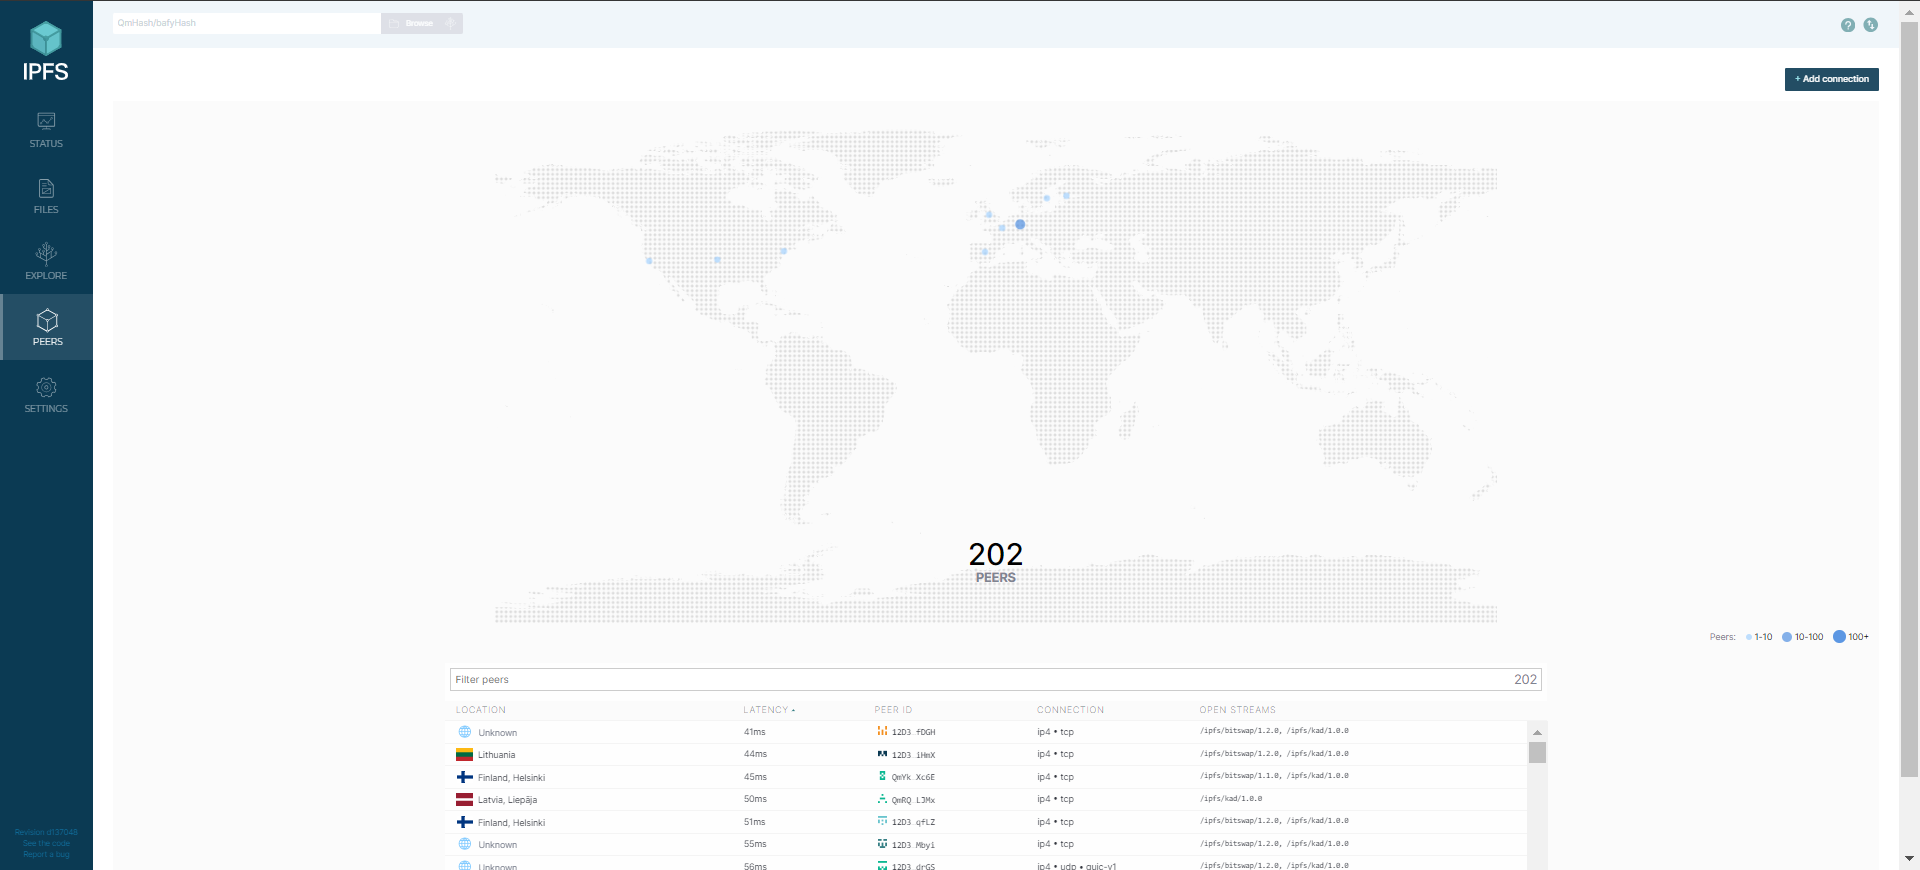 QmHash/bafyHash
Browse
IPFS
+ Add connection
STATUS
FILES
EXPLORE
PEERS
SETTINGS
202
PEERS
Peers: 1-10 10-100 100+
Filter peers 202
LOCATION LATENCY PEER ID CONNECTION OPEN STREAMS
Unknown 41ms 12D3 fDGH ip4 • tcp /ipfs/bitswap/1.2.0, /ipfs/kad/1.0.0
Lithuania 44ms 12D3 iHmX ip4 • tcp /ipfs/bitswap/1.2.0, /ipfs/kad/1.0.0
Finland, Helsinki 45ms QmYk Xc6E ip4 • tcp /ipfs/bitswap/1.1.0, /ipfs/kad/1.0.0
Latvia, Liepāja 50ms QmRQ LJMx ip4 • tcp /ipfs/kad/1.0.0
Finland, Helsinki 51ms 12D3 qfLZ ip4 • tcp /ipfs/bitswap/1.2.0, /ipfs/kad/1.0.0
Unknown 55ms 12D3 Mbyi ip4 • tcp /ipfs/bitswap/1.2.0, /ipfs/kad/1.0.0
Unknown 56ms 12D3 drGS ip4 • udp • quic-v1 /ipfs/bitswap/1.2.0, /ipfs/kad/1.0.0
Revision d137048
See the code
Report a bug